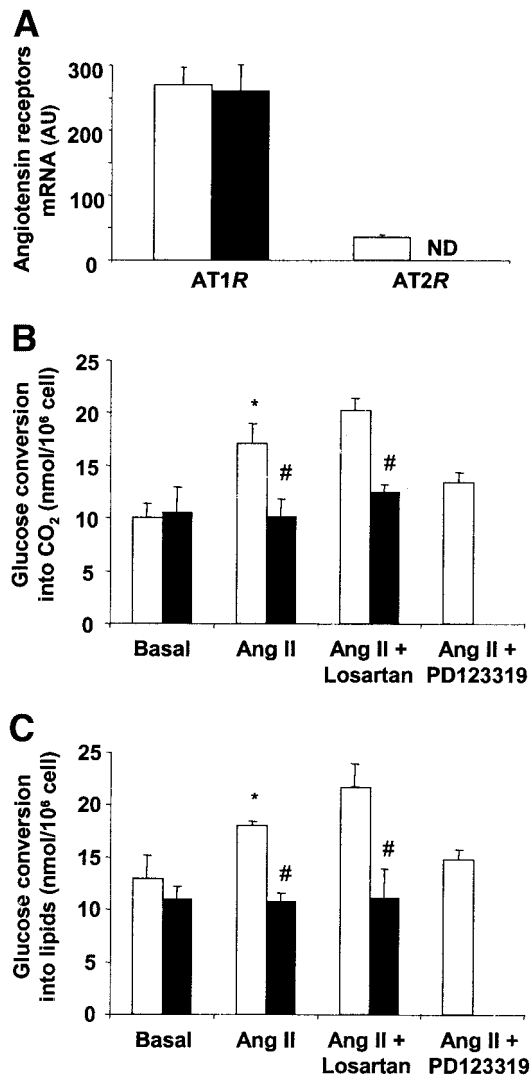 A
Angiotensin receptors
mRNA (AU)
300
200
100
0
ND
AT1R
AT2R
B
Glucose conversion
into CO₂ (nmol/10⁶ cell)
25
20
15
10
5
0
*
#
#
Basal
Ang II
Ang II +
Losartan
Ang II +
PD123319
C
Glucose conversion
into lipids (nmol/10⁶ cell)
25
20
15
10
5
0
*
#
#
Basal
Ang II
Ang II +
Losartan
Ang II +
PD123319